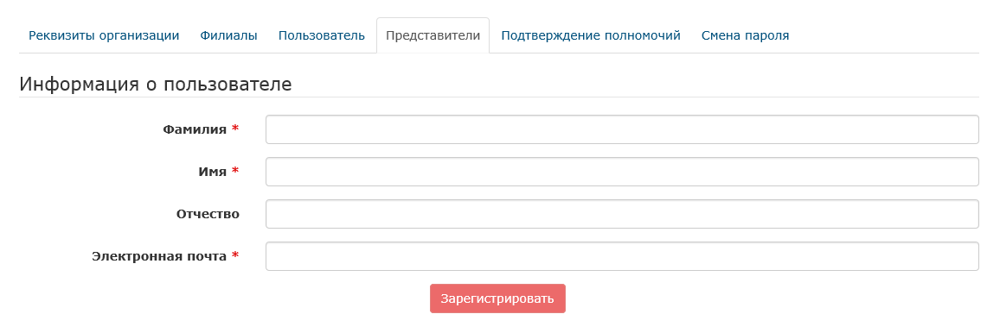 Реквизиты организации Филиалы Пользователь Представители Подтверждение полномочий Смена пароля
Информация о пользователе
Фамилия *
Имя *
Отчество
Электронная почта *
Зарегистрировать